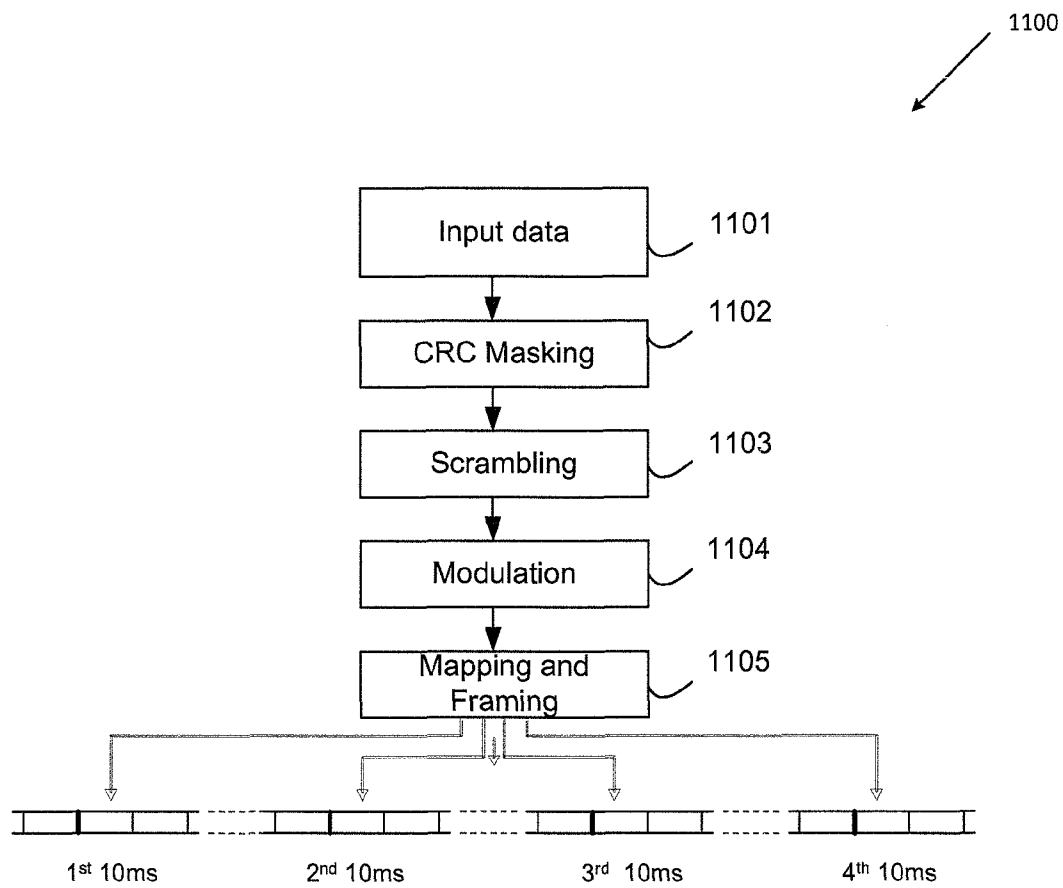 1100
Input data
1101
CRC Masking
1102
Scrambling
1103
Modulation
1104
Mapping and
Framing
1105
1st 10ms
2nd 10ms
3rd 10ms
4th 10ms